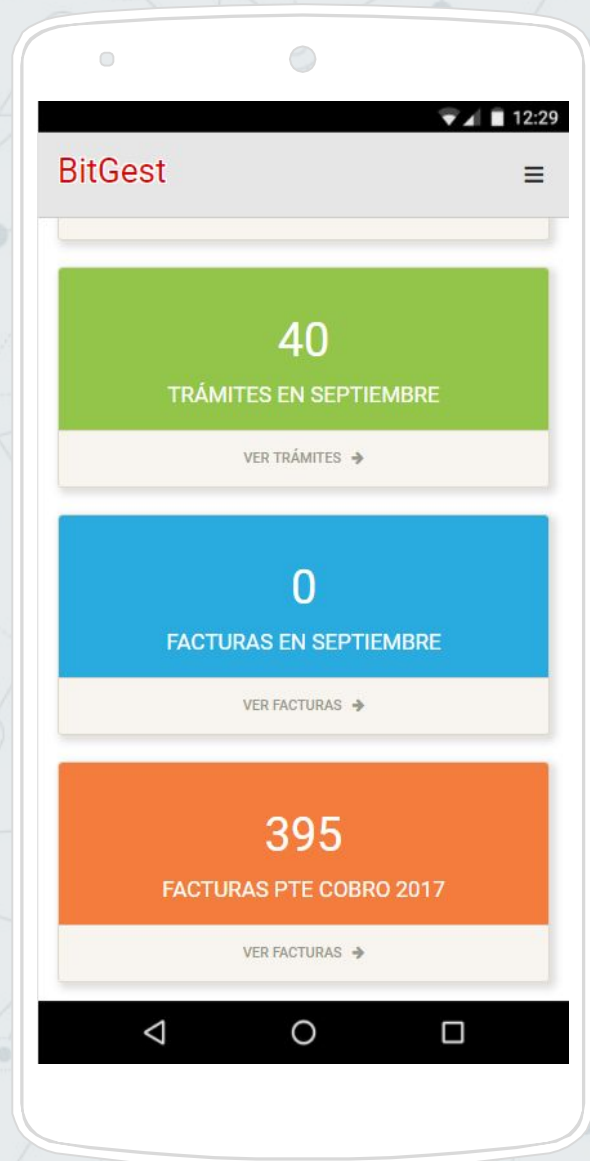 12:29
BitGest
40
TRÁMITES EN SEPTIEMBRE
VER TRÁMITES
0
FACTURAS EN SEPTIEMBRE
VER FACTURAS
395
FACTURAS PTE COBRO 2017
VER FACTURAS